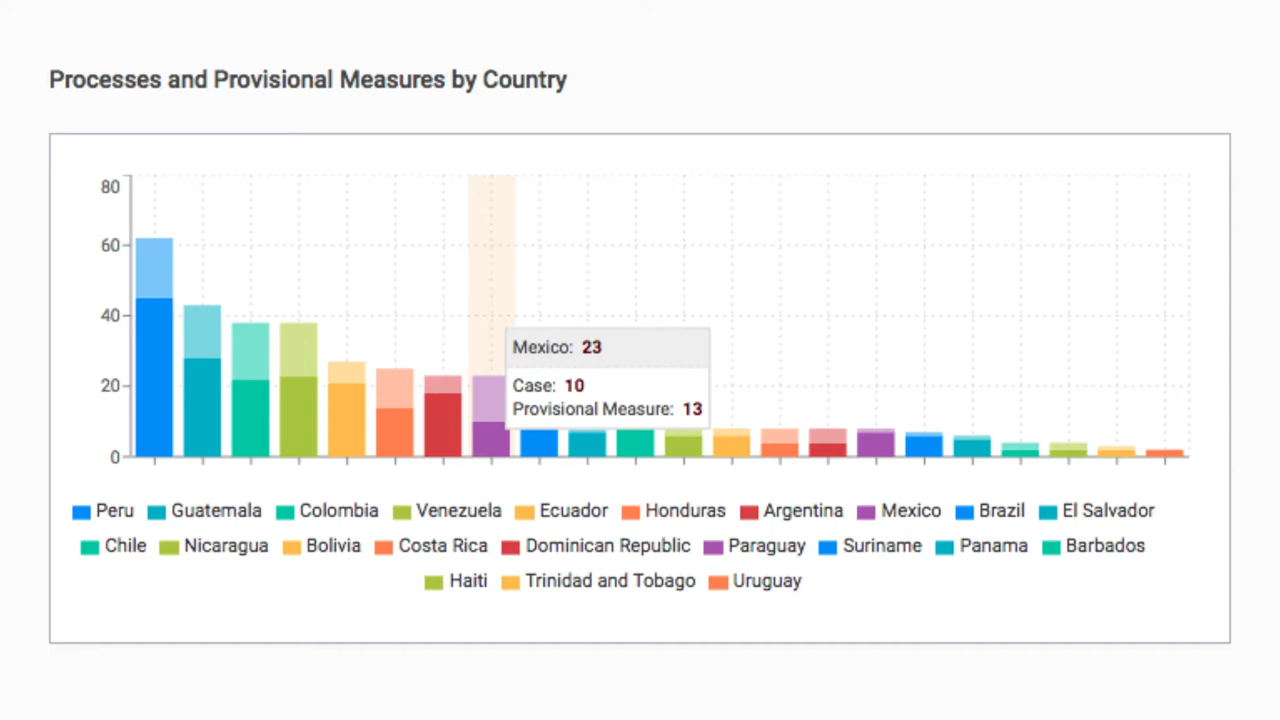 Processes and Provisional Measures by Country
80
60
40
20
0
Mexico: 23
Case: 10
Provisional Measure: 13
Peru Guatemala Colombia Venezuela Ecuador Honduras Argentina Mexico Brazil El Salvador
Chile Nicaragua Bolivia Costa Rica Dominican Republic Paraguay Suriname Panama Barbados
Haiti Trinidad and Tobago Uruguay